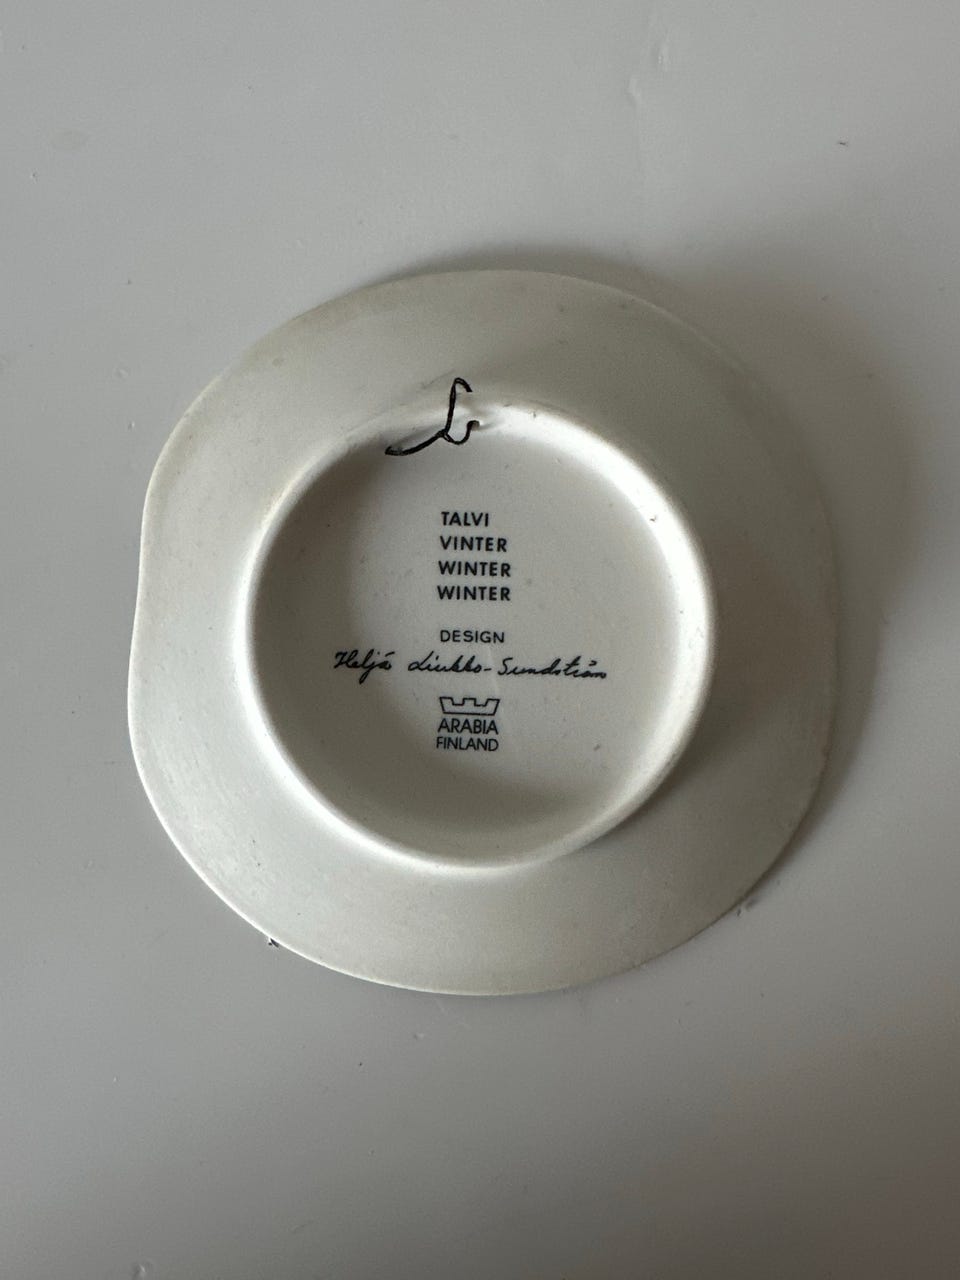 TALVI
VINTER
WINTER
WINTER
DESIGN
Heljä Liukko-Sundström
ARABIA
FINLAND